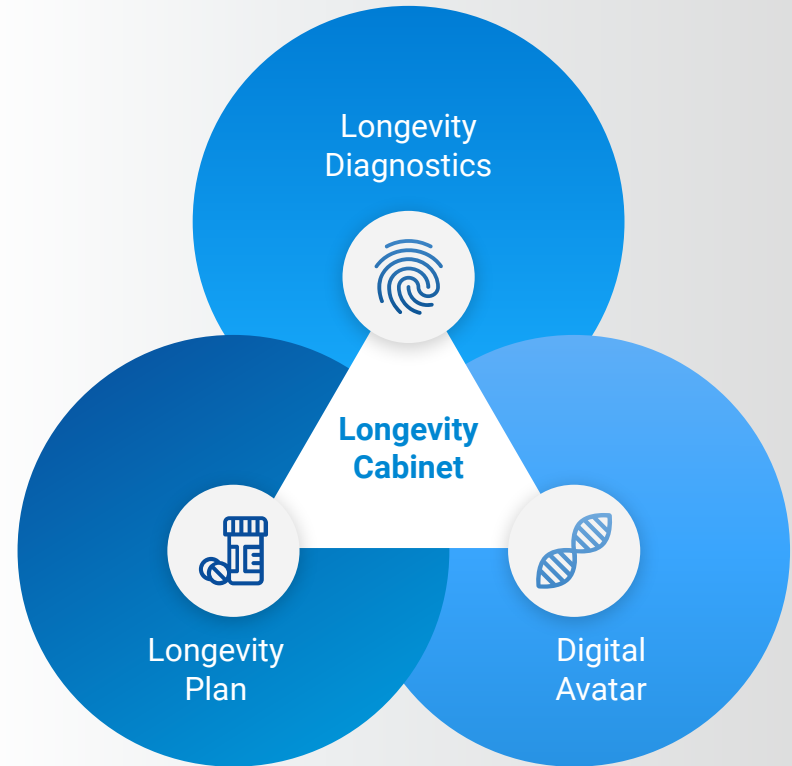 Longevity
Diagnostics
Longevity
Cabinet
Longevity
Plan
Digital
Avatar